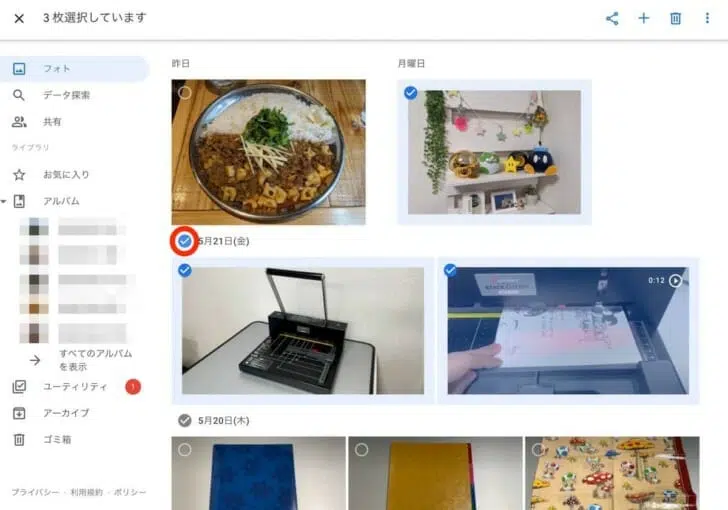 3 枚選択しています
フォト
データ探索
共有
ライブラリ
お気に入り
アルバム
すべてのアルバム
を表示
ユーティリティ
1
アーカイブ
ゴミ箱
プライバシー · 利用規約 · ポリシー
昨日
月曜日
5月21日(金)
0:12
5月20日(木)